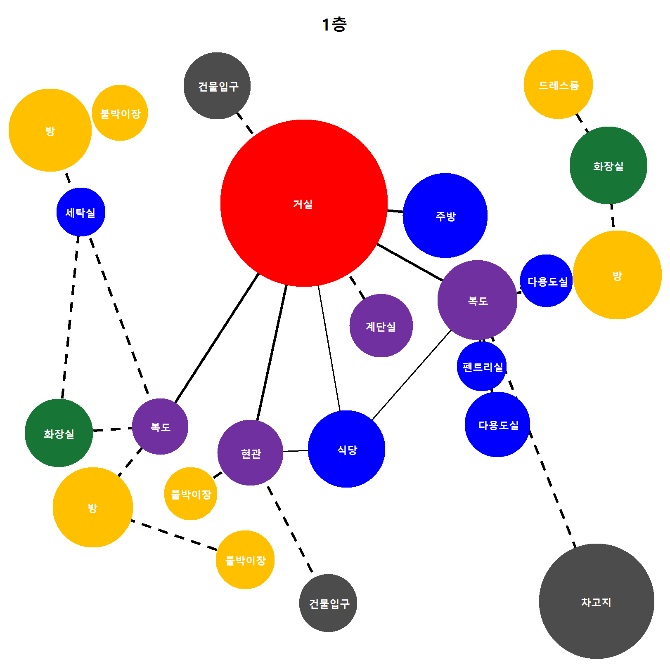 1층
건물입구
드레스룸
방
붙박이장
화장실
거실
세탁실
주방
방
다용도실
복도
계단실
펜트리실
다용도실
복도
화장실
현관
식당
붙박이장
방
붙박이장
건물입구
차고지